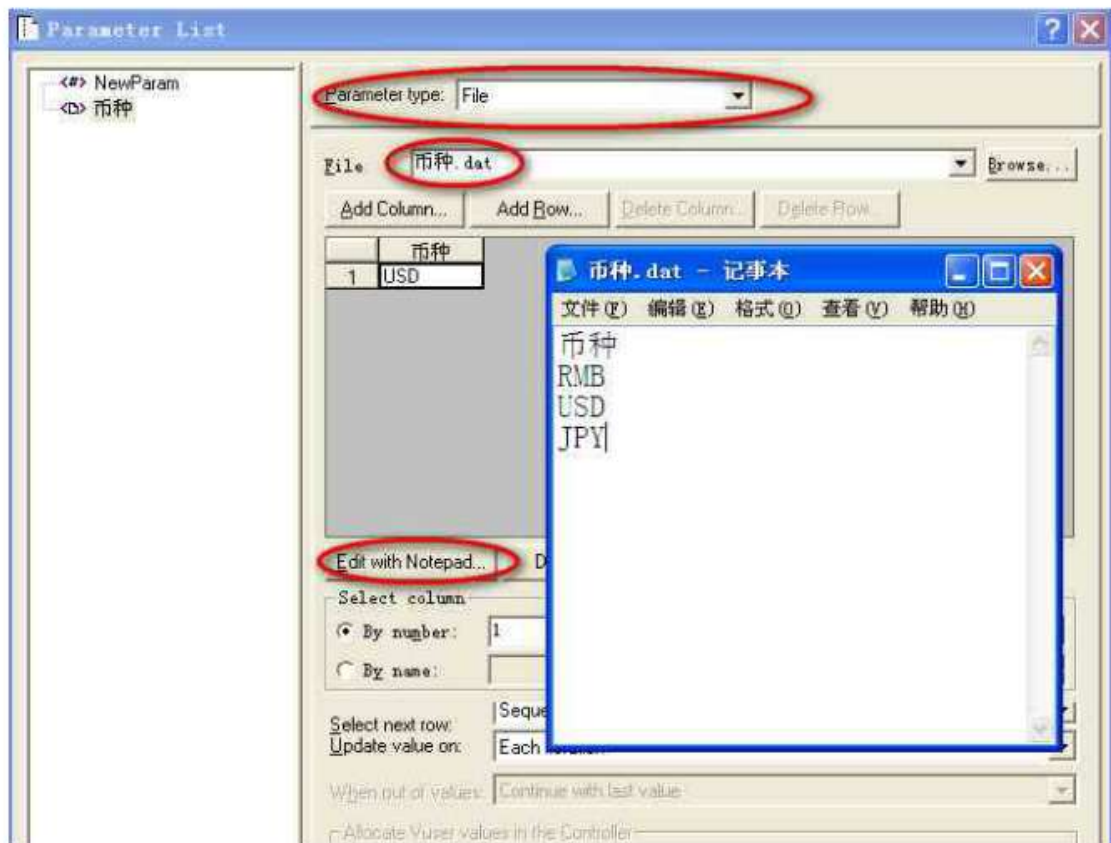 Parameter List
<#> NewParam
币种
Parameter type: File
File 币种.dat Browse...
Add Column... Add Row... Delete Column... Delete Row...
币种
1 USD
币种.dat - 记事本
文件(F) 编辑(E) 格式(O) 查看(V) 帮助(H)
币种
RMB
USD
JPY
Edit with Notepad... D
Select column
By number: 1
By name:
Select next row: Seque
Update value on: Each iteration
When out of values: Continue with last value
Allocate Vuser values in the Controller